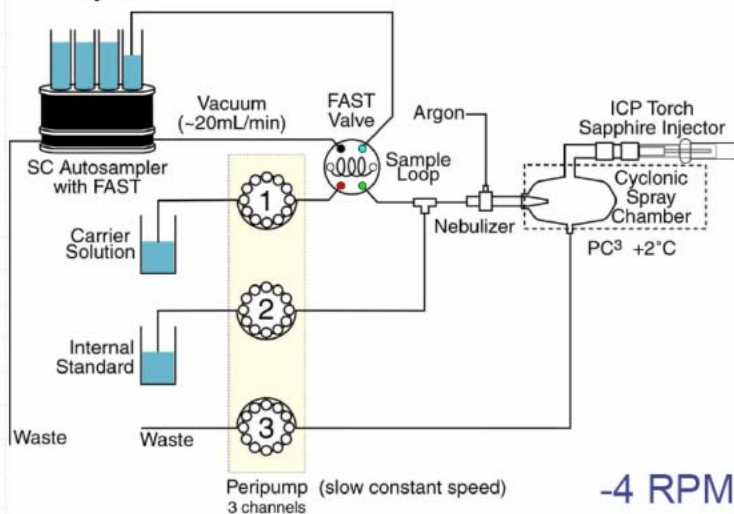 Vacuum
(~20mL/min)
FAST
Valve
Argon
ICP Torch
Sapphire Injector
SC Autosampler
with FAST
Sample
Loop
Cyclonic
Spray
Chamber
Nebulizer
PC³ +2°C
1
Carrier
Solution
2
Internal
Standard
3
Waste
Waste
Peripump (slow constant speed)
3 channels
-4 RPM